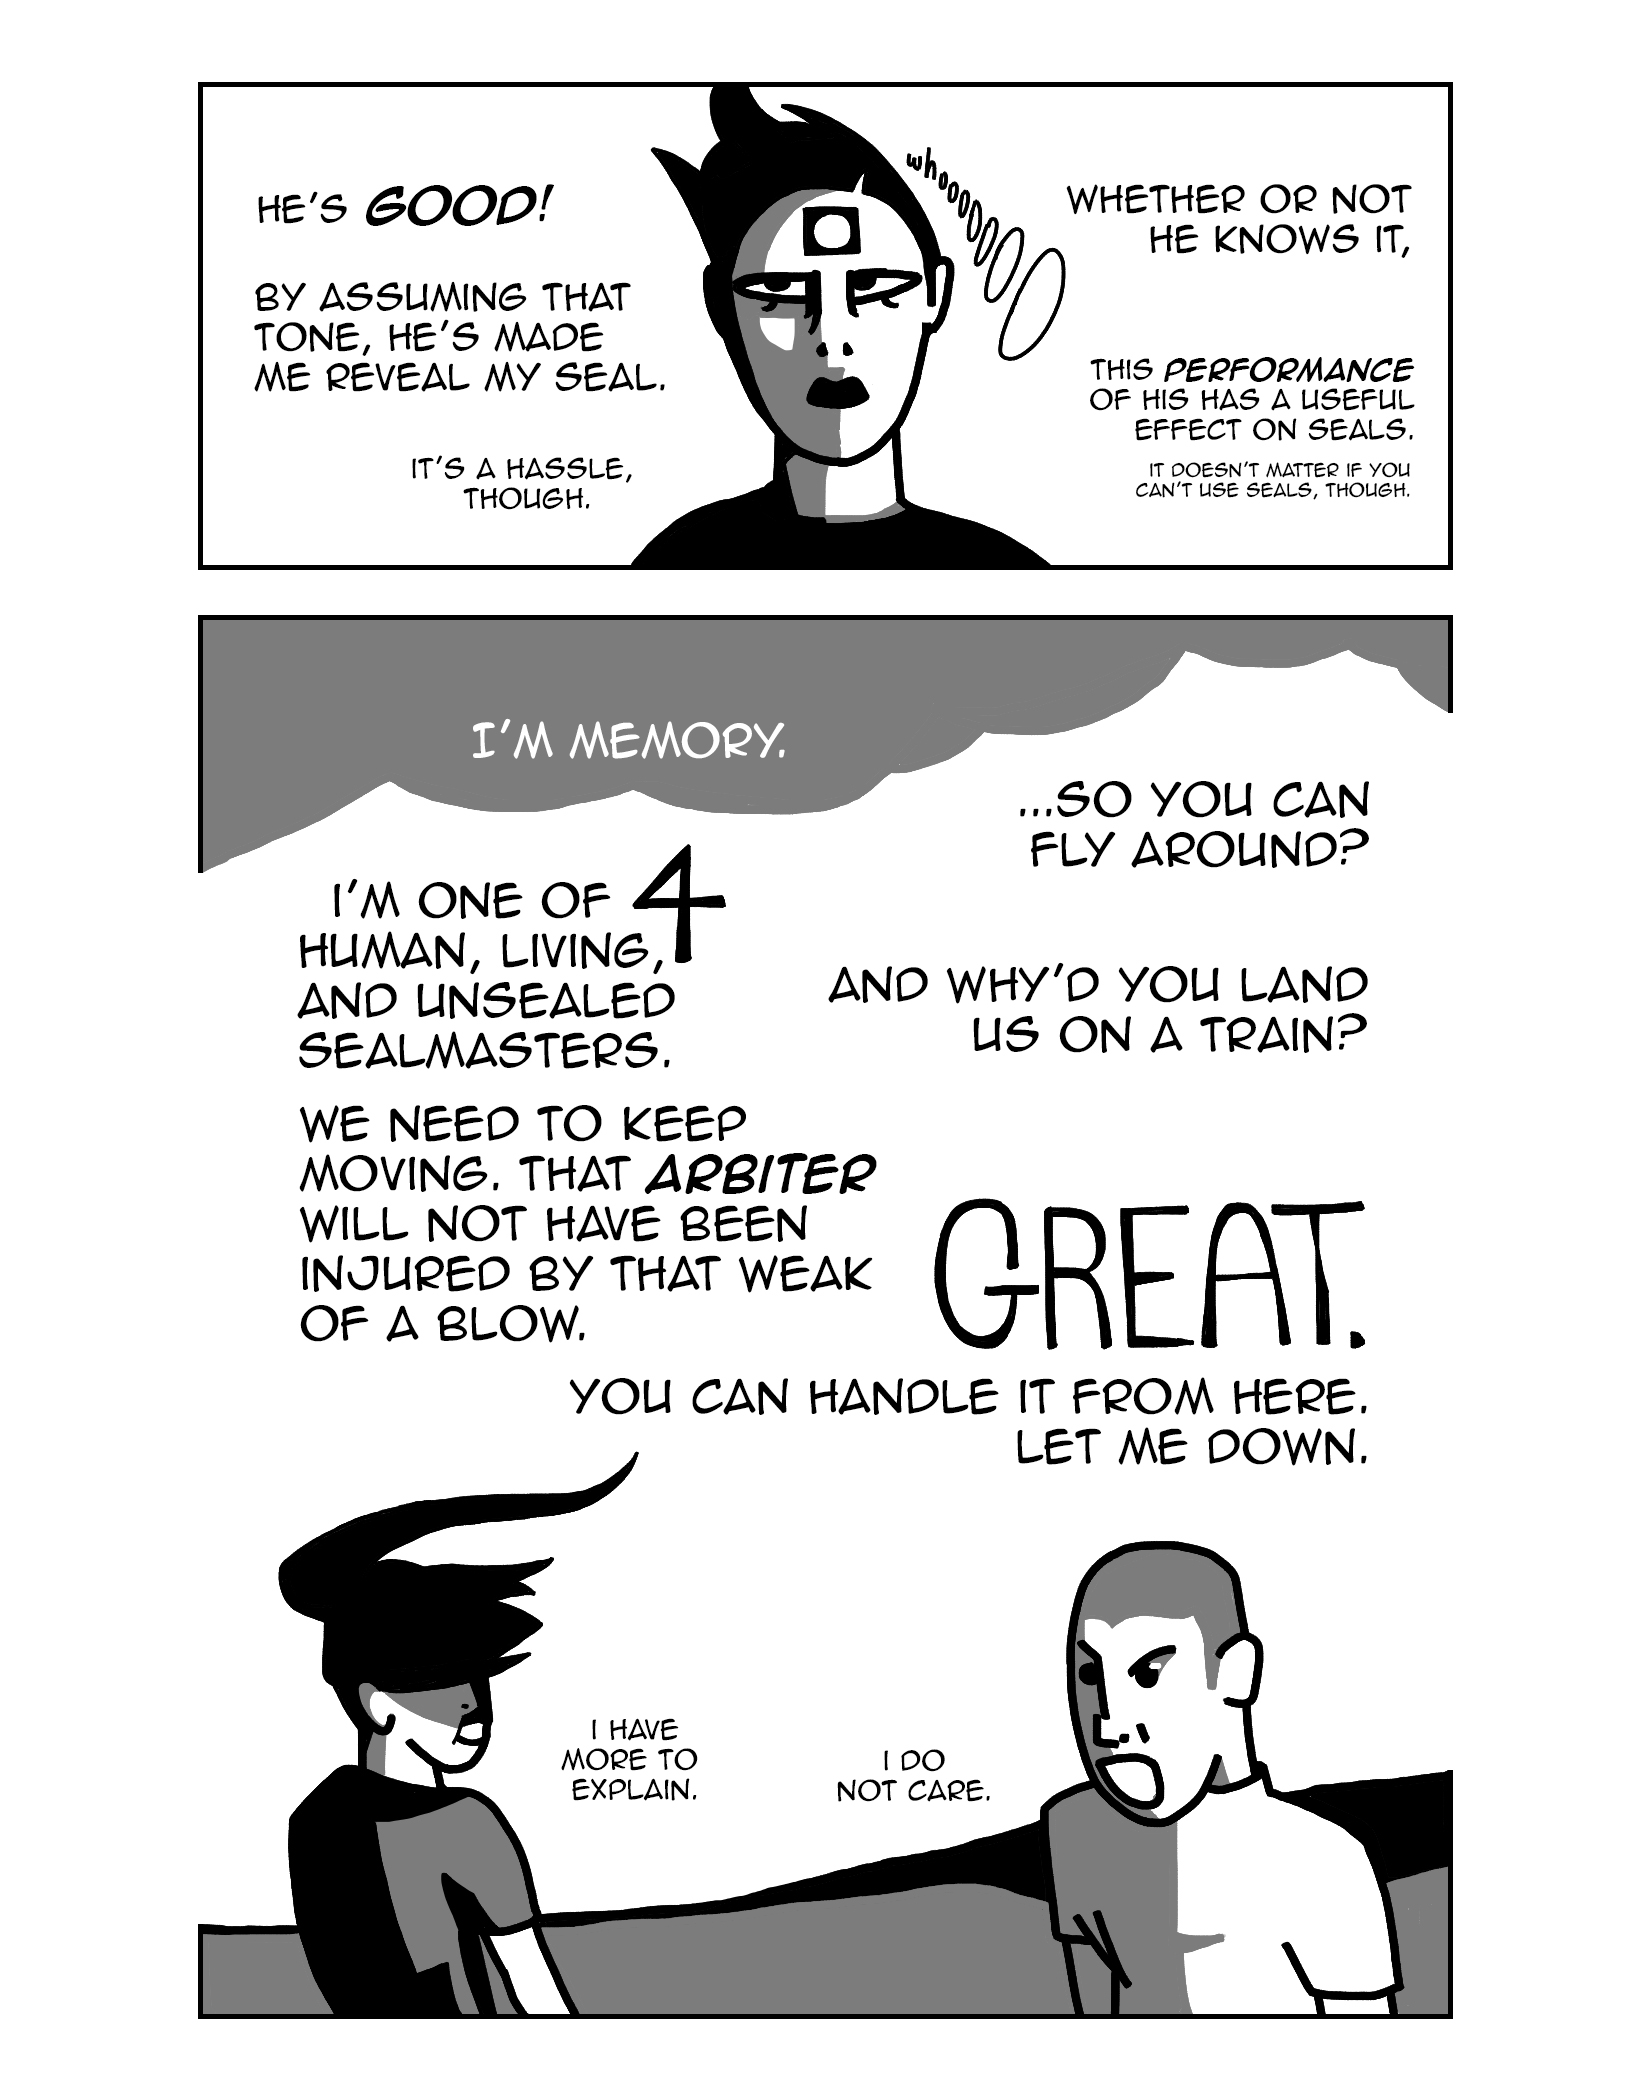 HE'S GOOD!
BY ASSUMING THAT
TONE, HE'S MADE
ME REVEAL MY SEAL.
IT'S A HASSLE,
THOUGH.
whooooooooo
WHETHER OR NOT
HE KNOWS IT,
THIS PERFORMANCE
OF HIS HAS A USEFUL
EFFECT ON SEALS.
IT DOESN'T MATTER IF YOU
CAN'T USE SEALS, THOUGH.
I'M MEMORY.
...SO YOU CAN
FLY AROUND?
I'M ONE OF 4
HUMAN, LIVING,
AND UNSEALED
SEALMASTERS.
AND WHY'D YOU LAND
US ON A TRAIN?
WE NEED TO KEEP
MOVING. THAT ARBITER
WILL NOT HAVE BEEN
INJURED BY THAT WEAK
OF A BLOW.
GREAT.
YOU CAN HANDLE IT FROM HERE.
LET ME DOWN.
I HAVE
MORE TO
EXPLAIN.
I DO
NOT CARE.